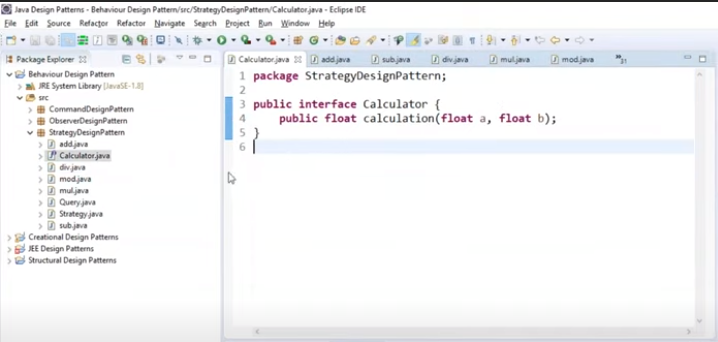 Java Design Patterns - Behaviour Design Pattern/src/StrategyDesignPattern/Calculator.java - Eclipse IDE
File Edit Source Refactor Refactor Navigate Search Project Run Window Help
Package Explorer
Behaviour Design Pattern
JRE System Library [JavaSE-1.8]
src
CommandDesignPattern
ObserverDesignPattern
StrategyDesignPattern
add.java
Calculator.java
div.java
mod.java
mul.java
Query.java
Strategy.java
sub.java
Creational Design Patterns
JEE Design Patterns
Structural Design Patterns
Calculator.java add.java sub.java div.java mul.java mod.java
1 package StrategyDesignPattern;
2
3 public interface Calculator {
4 public float calculation(float a, float b);
5 }
6